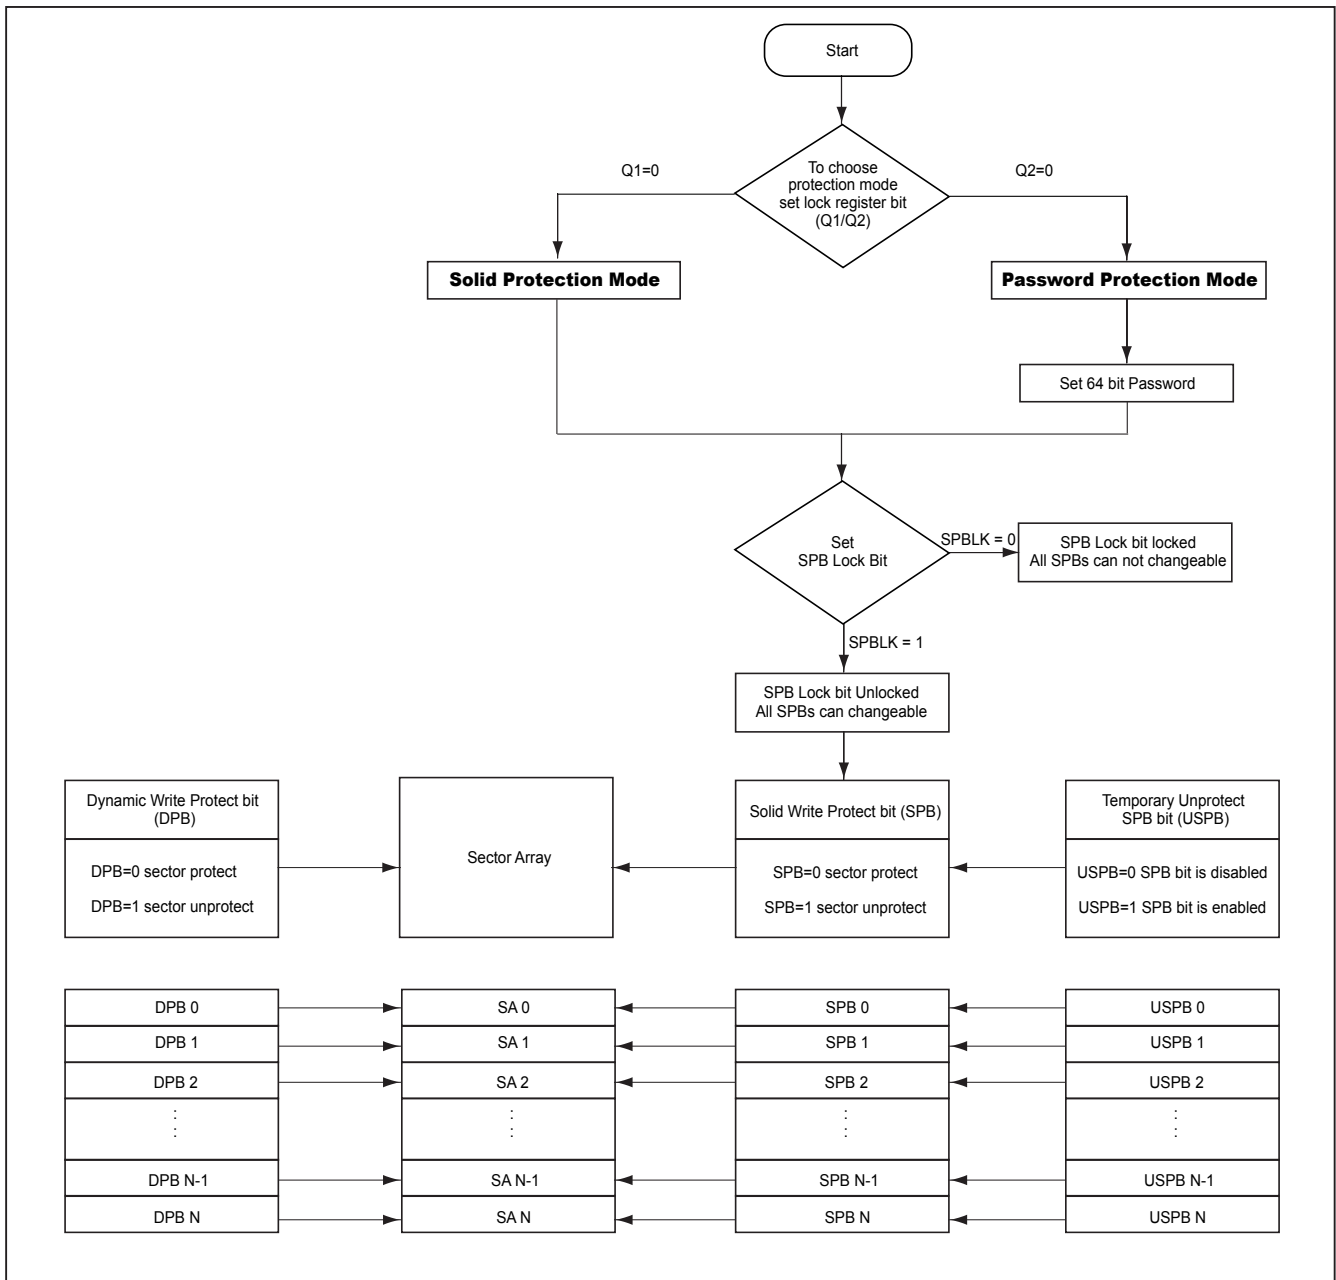 Start
To choose
protection mode
set lock register bit
(Q1/Q2)
Q1=0
Q2=0
Solid Protection Mode
Password Protection Mode
Set 64 bit Password
Set
SPB Lock Bit
SPBLK = 0
SPB Lock bit locked
All SPBs can not changeable
SPBLK = 1
SPB Lock bit Unlocked
All SPBs can changeable
Dynamic Write Protect bit
(DPB)
DPB=0 sector protect
DPB=1 sector unprotect
Sector Array
Solid Write Protect bit (SPB)
SPB=0 sector protect
SPB=1 sector unprotect
Temporary Unprotect
SPB bit (USPB)
USPB=0 SPB bit is disabled
USPB=1 SPB bit is enabled
DPB 0
SA 0
SPB 0
USPB 0
DPB 1
SA 1
SPB 1
USPB 1
DPB 2
SA 2
SPB 2
USPB 2
DPB N-1
SA N-1
SPB N-1
USPB N-1
DPB N
SA N
SPB N
USPB N